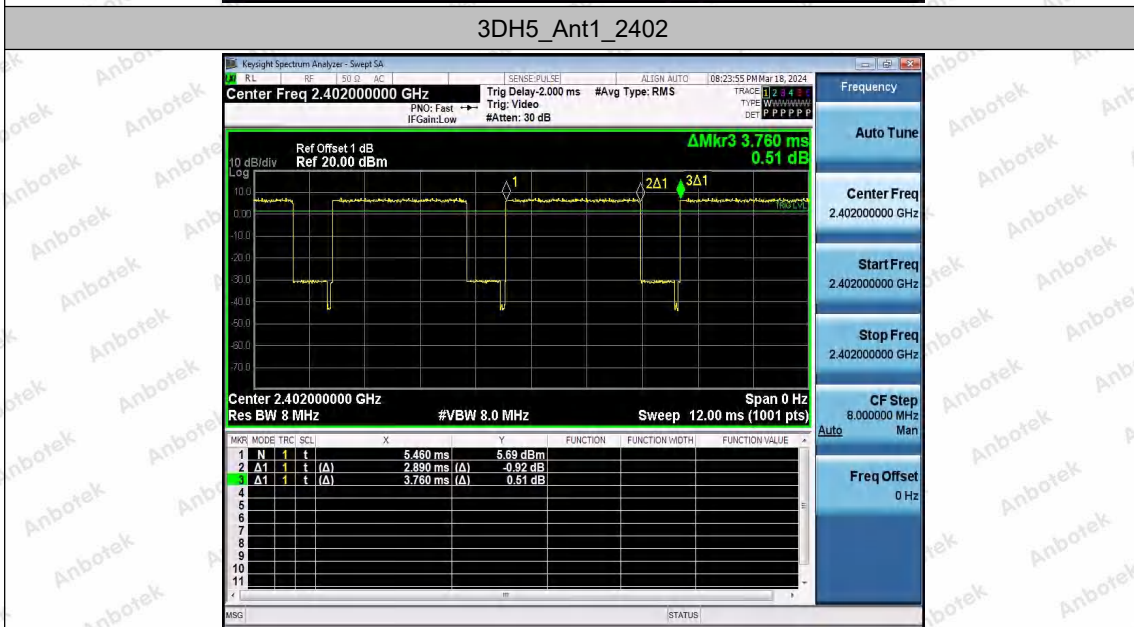 3DH5_Ant1_2402
Keysight Spectrum Analyzer - Swept SA
RL RF 50 Ω AC SENSE:PULSE ALIGN AUTO 08:23:55 PM Mar 18, 2024
Center Freq 2.402000000 GHz
PNO: Fast
IFGain:Low
Trig Delay-2.000 ms
Trig: Video
#Atten: 30 dB
#Avg Type: RMS
TRACE 1 2 3 4 5 6
TYPE WWWWWW
DET P P P P P P
ΔMkr3 3.760 ms
0.51 dB
Ref Offset 1 dB
10 dB/div Ref 20.00 dBm
Log
10.0
0.00
-10.0
-20.0
-30.0
-40.0
-50.0
-60.0
-70.0
1
2Δ1
3Δ1
TRIG LVL
Center 2.402000000 GHz Span 0 Hz
Res BW 8 MHz #VBW 8.0 MHz Sweep 12.00 ms (1001 pts)
MKR MODE TRC SCL X Y FUNCTION FUNCTION WIDTH FUNCTION VALUE
1 N 1 t 5.460 ms 5.69 dBm
2 Δ1 1 t (Δ) 2.890 ms (Δ) -0.92 dB
3 Δ1 1 t (Δ) 3.760 ms (Δ) 0.51 dB
4
5
6
7
8
9
10
11
MSG STATUS
Frequency
Auto Tune
Center Freq
2.402000000 GHz
Start Freq
2.402000000 GHz
Stop Freq
2.402000000 GHz
CF Step
8.000000 MHz
Auto Man
Freq Offset
0 Hz
Anbotek